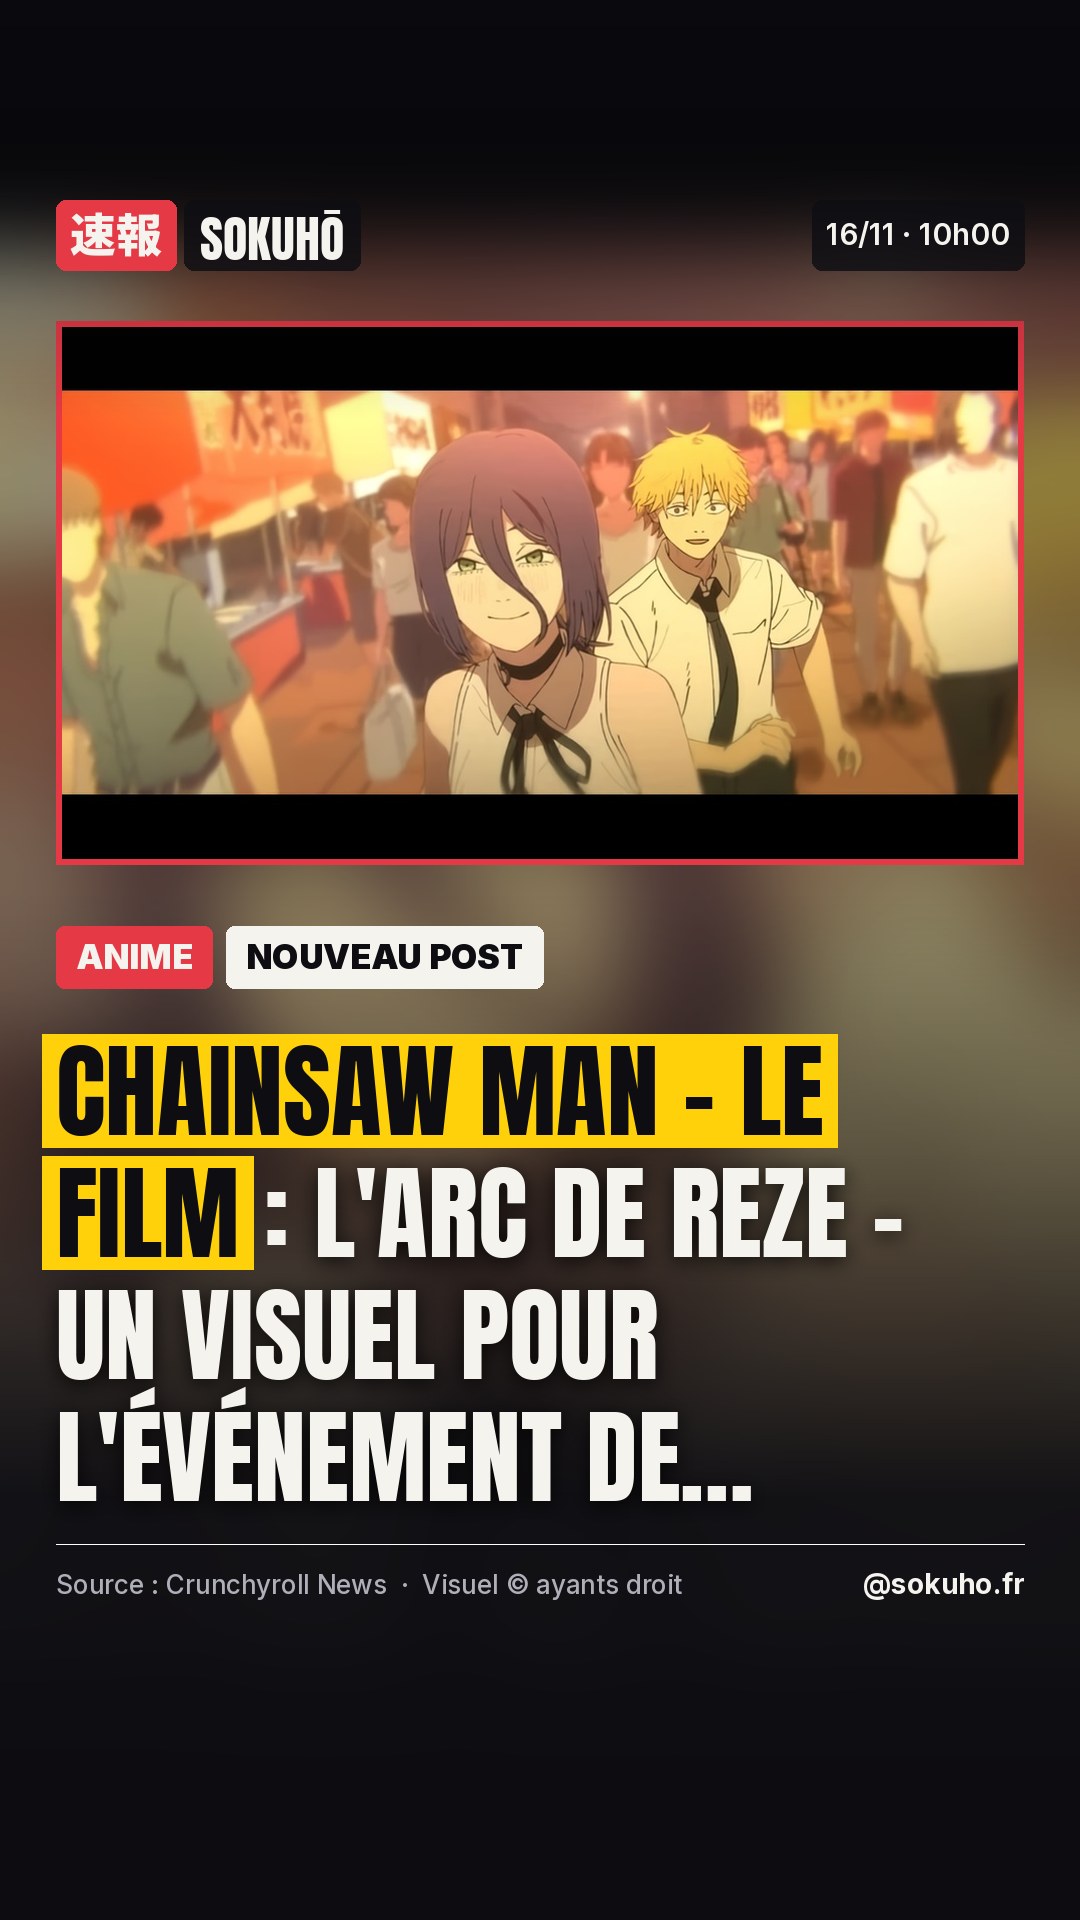 速報 SOKUHŌ 16/11 · 10h00
ANIME NOUVEAU POST
CHAINSAW MAN - LE
FILM : L'ARC DE REZE -
UN VISUEL POUR
L'ÉVÉNEMENT DE...
Source : Crunchyroll News · Visuel © ayants droit @sokuho.fr